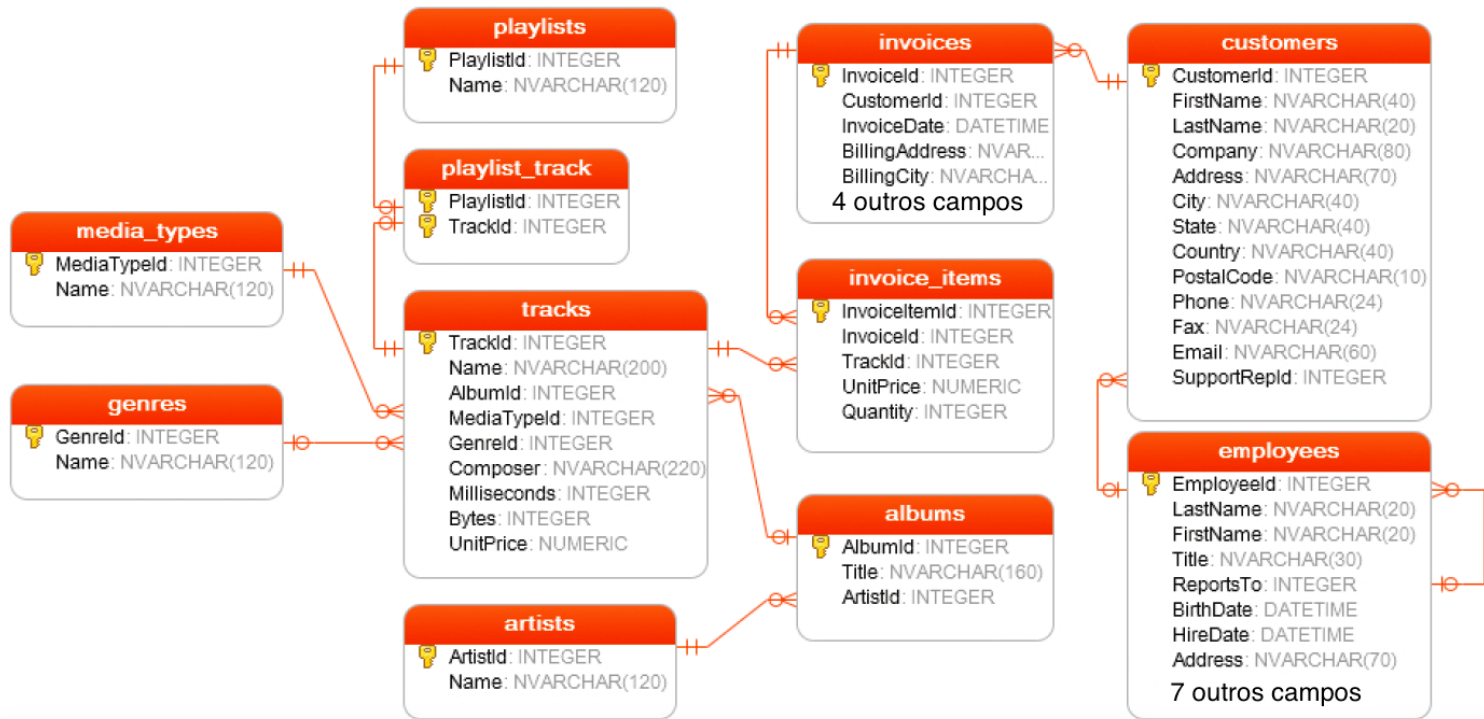 playlists
PlaylistId: INTEGER
Name: NVARCHAR(120)
playlist_track
PlaylistId: INTEGER
TrackId: INTEGER
media_types
MediaTypeId: INTEGER
Name: NVARCHAR(120)
genres
GenreId: INTEGER
Name: NVARCHAR(120)
tracks
TrackId: INTEGER
Name: NVARCHAR(200)
AlbumId: INTEGER
MediaTypeId: INTEGER
GenreId: INTEGER
Composer: NVARCHAR(220)
Milliseconds: INTEGER
Bytes: INTEGER
UnitPrice: NUMERIC
artists
ArtistId: INTEGER
Name: NVARCHAR(120)
invoices
InvoiceId: INTEGER
CustomerId: INTEGER
InvoiceDate: DATETIME
BillingAddress: NVAR...
BillingCity: NVARCHA...
4 outros campos
invoice_items
InvoiceItemId: INTEGER
InvoiceId: INTEGER
TrackId: INTEGER
UnitPrice: NUMERIC
Quantity: INTEGER
albums
AlbumId: INTEGER
Title: NVARCHAR(160)
ArtistId: INTEGER
customers
CustomerId: INTEGER
FirstName: NVARCHAR(40)
LastName: NVARCHAR(20)
Company: NVARCHAR(80)
Address: NVARCHAR(70)
City: NVARCHAR(40)
State: NVARCHAR(40)
Country: NVARCHAR(40)
PostalCode: NVARCHAR(10)
Phone: NVARCHAR(24)
Fax: NVARCHAR(24)
Email: NVARCHAR(60)
SupportRepId: INTEGER
employees
EmployeeId: INTEGER
LastName: NVARCHAR(20)
FirstName: NVARCHAR(20)
Title: NVARCHAR(30)
ReportsTo: INTEGER
BirthDate: DATETIME
HireDate: DATETIME
Address: NVARCHAR(70)
7 outros campos